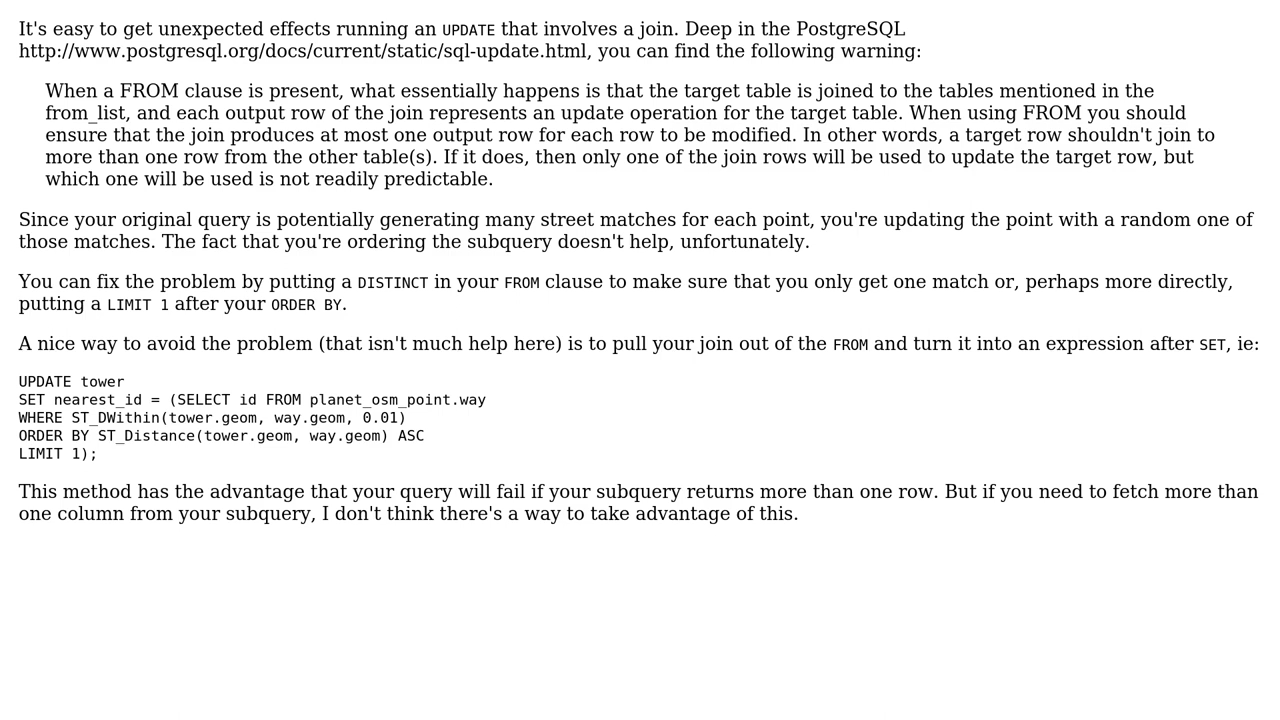 It's easy to get unexpected effects running an UPDATE that involves a join. Deep in the PostgreSQL
http://www.postgresql.org/docs/current/static/sql-update.html, you can find the following warning:
When a FROM clause is present, what essentially happens is that the target table is joined to the tables mentioned in the
from_list, and each output row of the join represents an update operation for the target table. When using FROM you should
ensure that the join produces at most one output row for each row to be modified. In other words, a target row shouldn't join to
more than one row from the other table(s). If it does, then only one of the join rows will be used to update the target row, but
which one will be used is not readily predictable.
Since your original query is potentially generating many street matches for each point, you're updating the point with a random one of
those matches. The fact that you're ordering the subquery doesn't help, unfortunately.
You can fix the problem by putting a DISTINCT in your FROM clause to make sure that you only get one match or, perhaps more directly,
putting a LIMIT 1 after your ORDER BY.
A nice way to avoid the problem (that isn't much help here) is to pull your join out of the FROM and turn it into an expression after SET, ie:
UPDATE tower
SET nearest_id = (SELECT id FROM planet_osm_point.way
WHERE ST_DWithin(tower.geom, way.geom, 0.01)
ORDER BY ST_Distance(tower.geom, way.geom) ASC
LIMIT 1);
This method has the advantage that your query will fail if your subquery returns more than one row. But if you need to fetch more than
one column from your subquery, I don't think there's a way to take advantage of this.